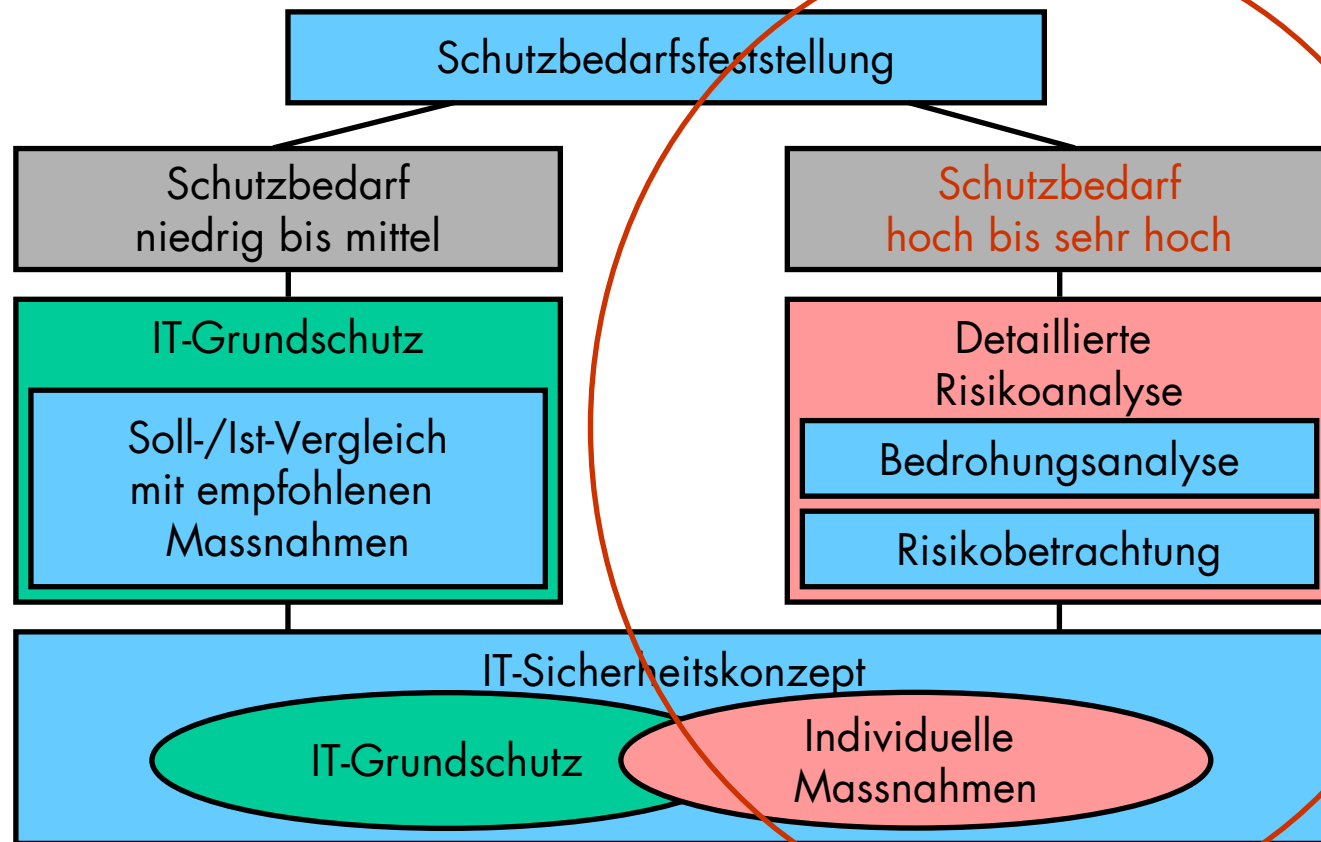 Schutzbedarfsfeststellung
Schutzbedarf
niedrig bis mittel
Schutzbedarf
hoch bis sehr hoch
IT-Grundschutz
Soll-/Ist-Vergleich
mit empfohlenen
Massnahmen
Detaillierte
Risikoanalyse
Bedrohungsanalyse
Risikobetrachtung
IT-Sicherheitskonzept
IT-Grundschutz
Individuelle
Massnahmen